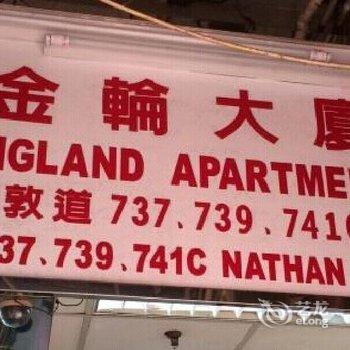 金輪大廈
NGLAND APARTME
敦道 737、739、741C
37、739、741C NATHAN
艺龙
eLong